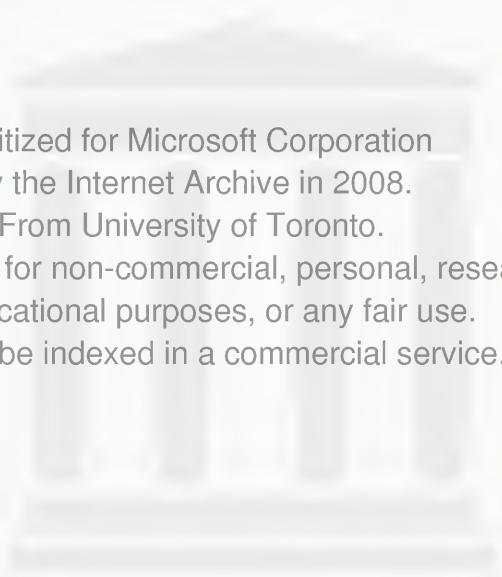 itized for Microsoft Corporation
the Internet Archive in 2008.
From University of Toronto.
for non-commercial, personal, resea
cational purposes, or any fair use.
be indexed in a commercial service.